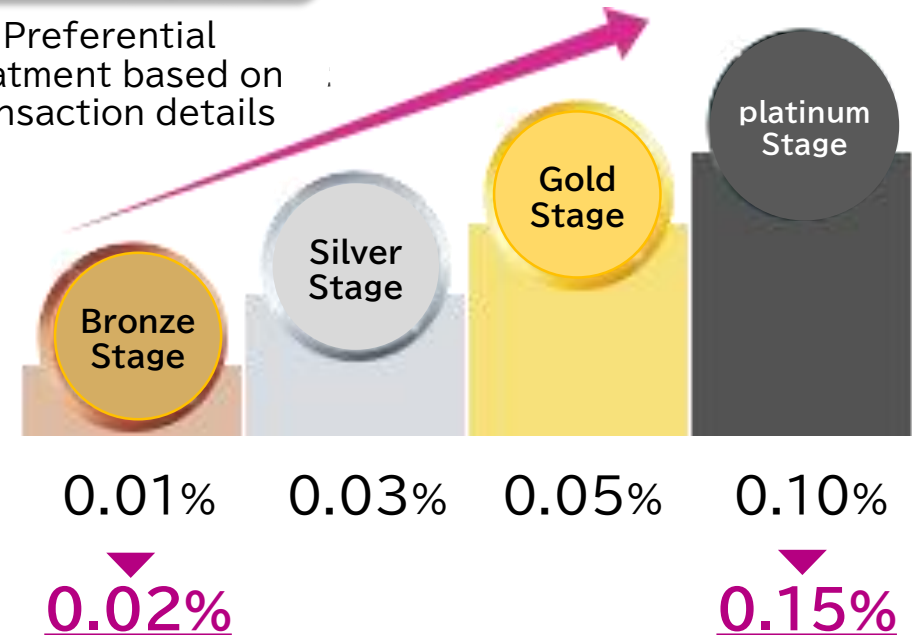 Preferential
atment based on
nsaction details
platinum
Stage
Gold
Stage
Silver
Stage
Bronze
Stage
0.01% 0.03% 0.05% 0.10%
0.02% 0.15%